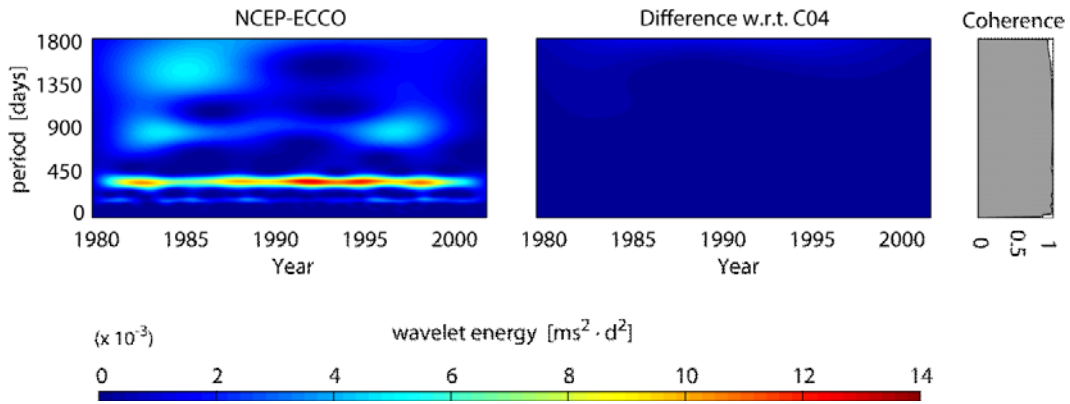 NCEP-ECCO Difference w.r.t. C04 Coherence
period [days]
1800
1350
900
450
0
1980 1985 1990 1995 2000
Year
1980 1985 1990 1995 2000
Year
0 0.5 1
(x 10⁻³) wavelet energy [ms² · d²]
0 2 4 6 8 10 12 14